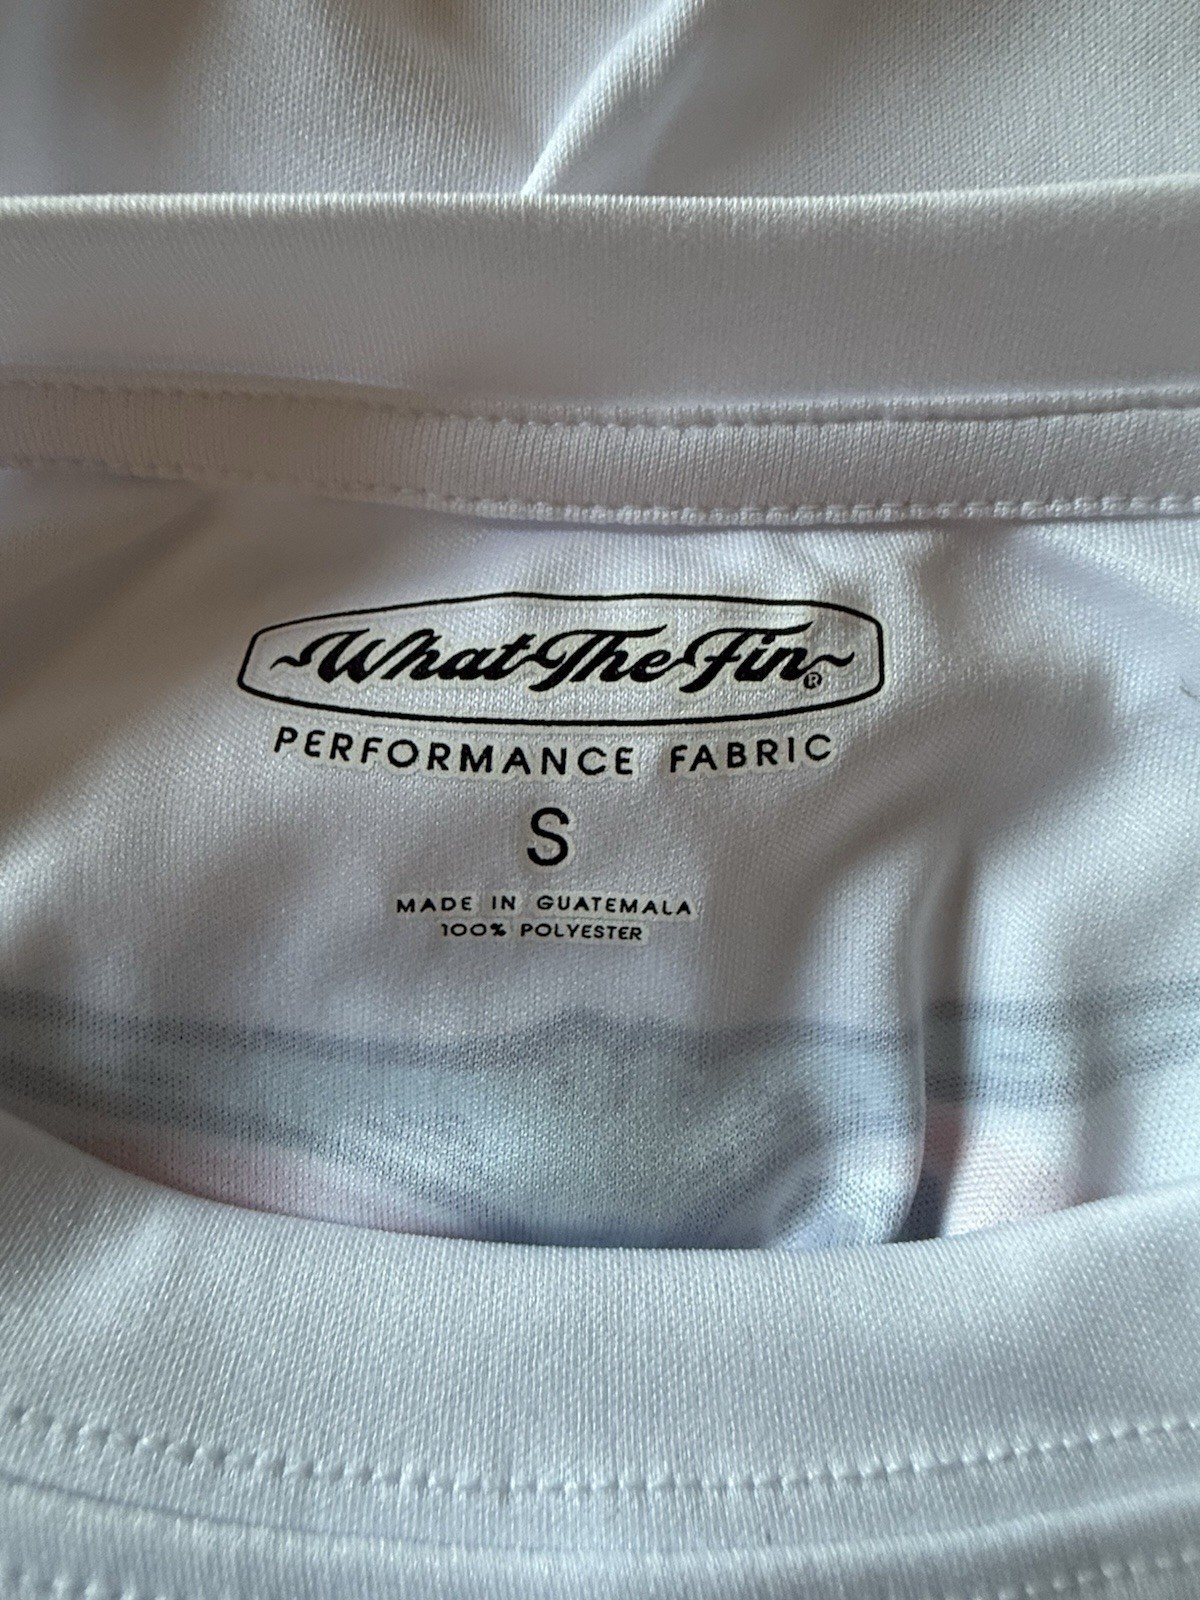 What The Fin®
PERFORMANCE FABRIC
S
MADE IN GUATEMALA
100% POLYESTER